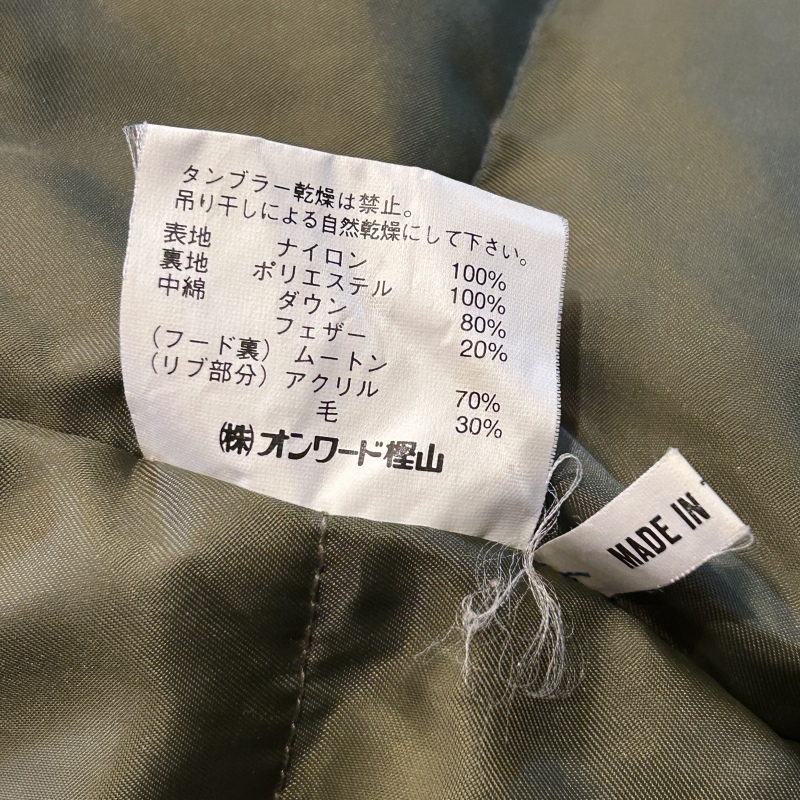 タンブラー乾燥は禁止。
吊り干しによる自然乾燥にして下さい。
表地 ナイロン 100%
裏地 ポリエステル 100%
中綿 ダウン 80%
フェザー 20%
(フード裏) ムートン
(リブ部分) アクリル 70%
毛 30%
㈱オンワード樫山
MADE IN